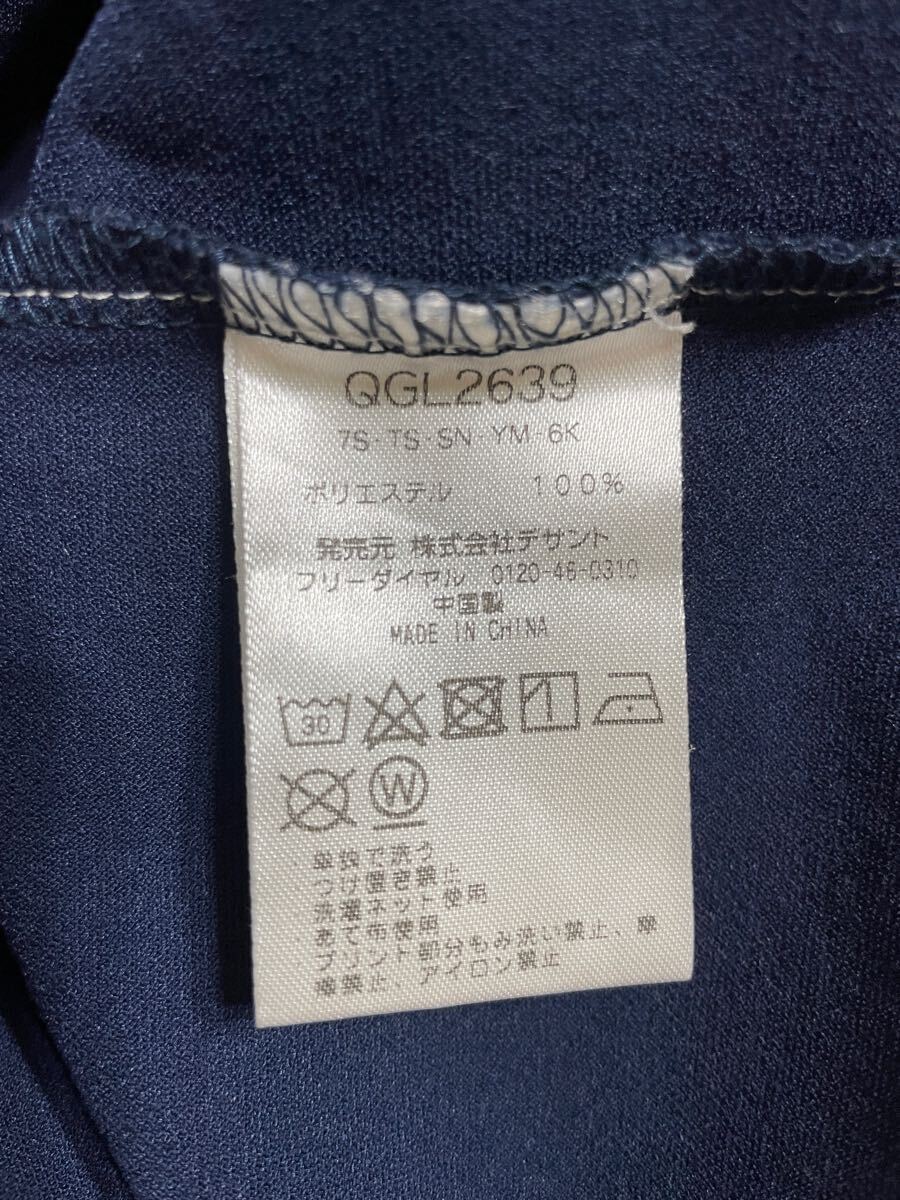 QGL2639
7S-TS-SN-YM-6K
ポリエステル 100%
発売元 株式会社デサント
フリーダイヤル 0120-46-0310
中国製
MADE IN CHINA
30
W
・単独で洗う
・つけ置き禁止
・洗濯ネット使用
・あて布使用
・プリント部分もみ洗い禁止、摩
擦禁止、アイロン禁止